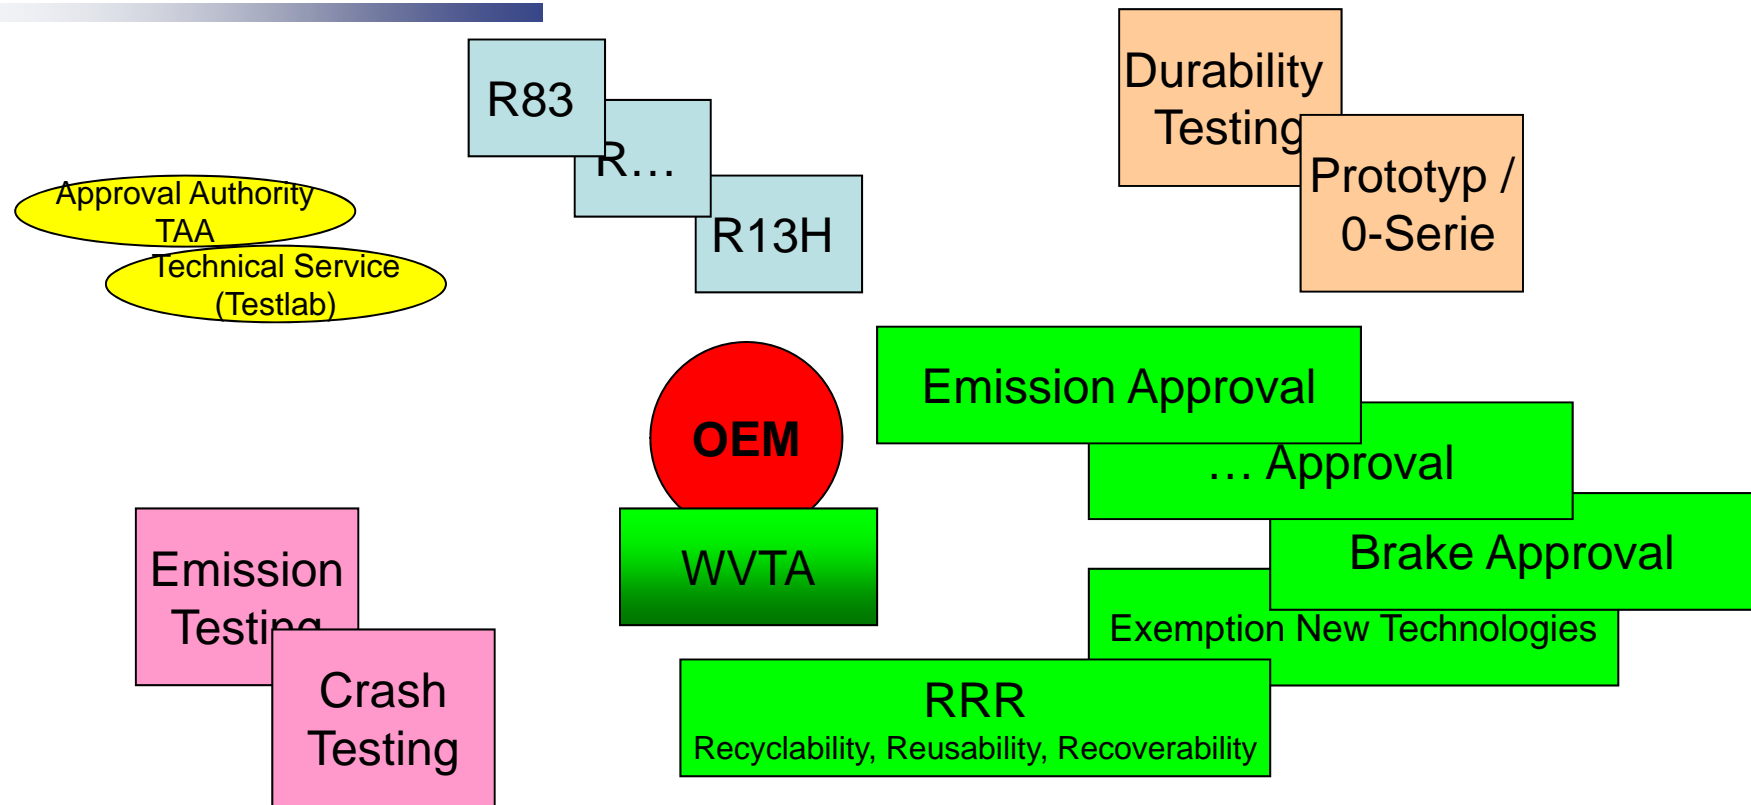 R83
R…
R13H
Durability
Testing
Prototyp /
0-Serie
Approval Authority
TAA
Technical Service
(Testlab)
OEM
WVTA
Emission Approval
… Approval
Brake Approval
Exemption New Technologies
RRR
Recyclability, Reusability, Recoverability
Emission
Testing
Crash
Testing